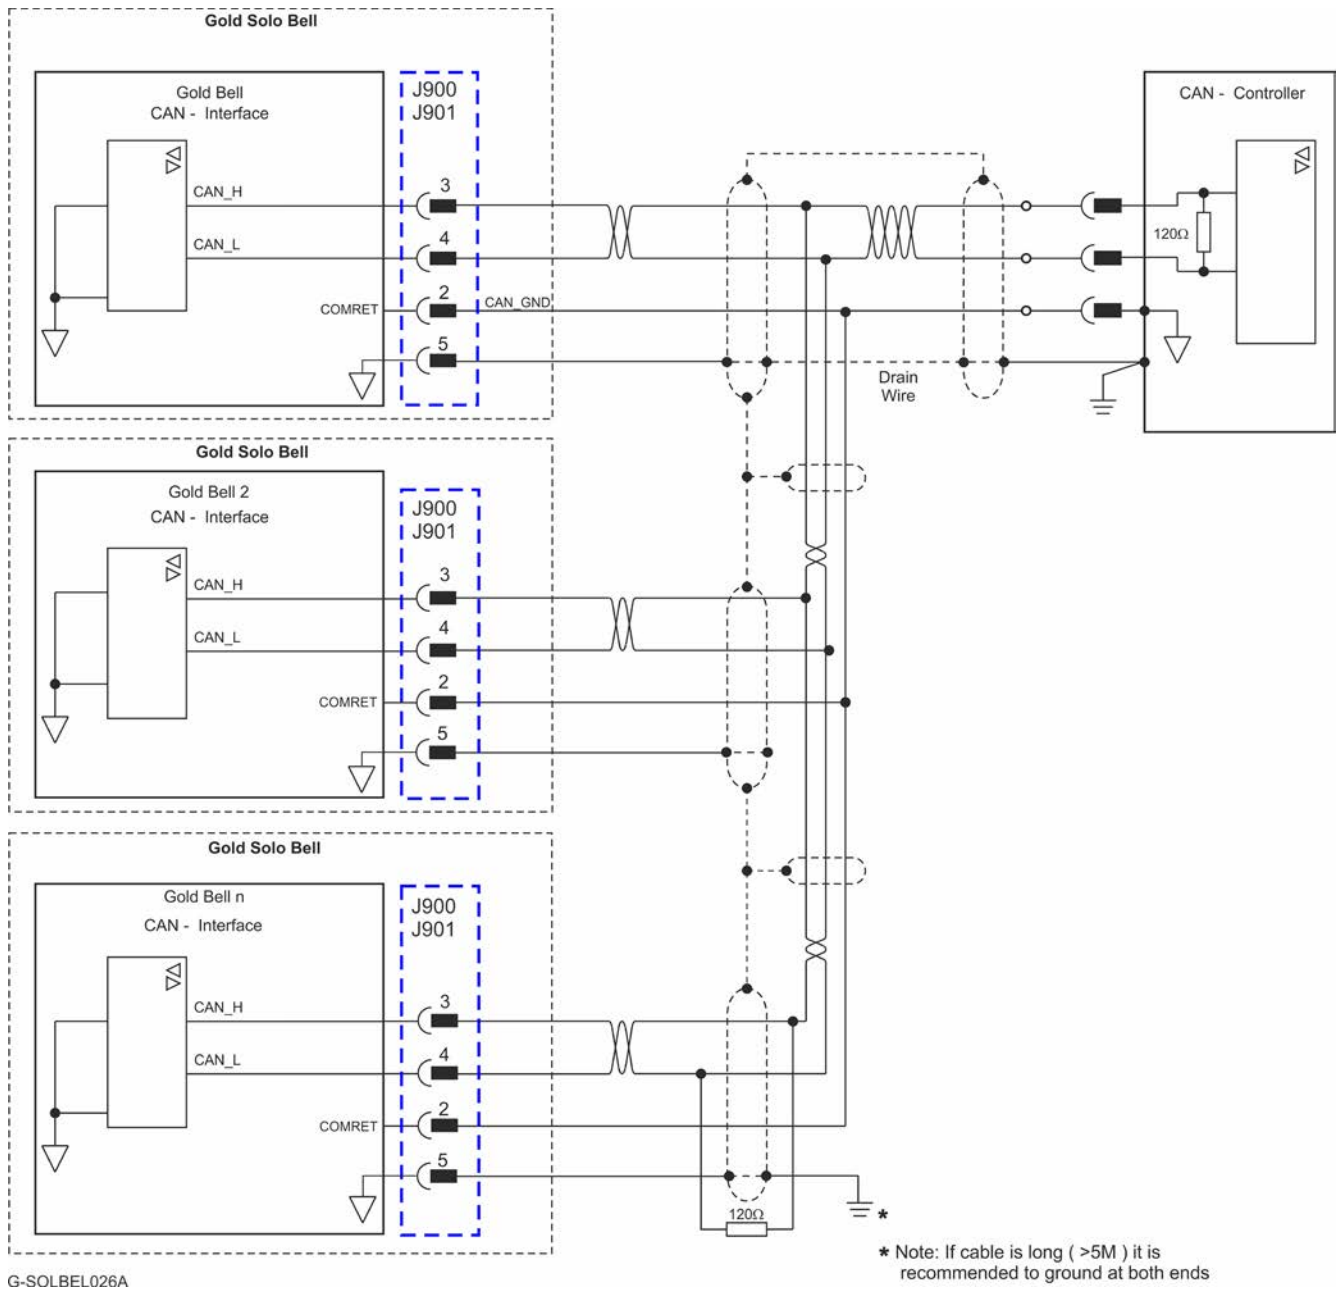 Gold Solo Bell
Gold Bell
CAN - Interface
J900
J901
CAN - Controller
CAN_H
3
CAN_L
4
120Ω
COMRET
2
CAN_GND
5
Drain
Wire
Gold Solo Bell
Gold Bell 2
CAN - Interface
J900
J901
CAN_H
3
CAN_L
4
COMRET
2
5
Gold Solo Bell
Gold Bell n
CAN - Interface
J900
J901
CAN_H
3
CAN_L
4
COMRET
2
5
120Ω
*
* Note: If cable is long ( >5M ) it is
recommended to ground at both ends
G-SOLBEL026A